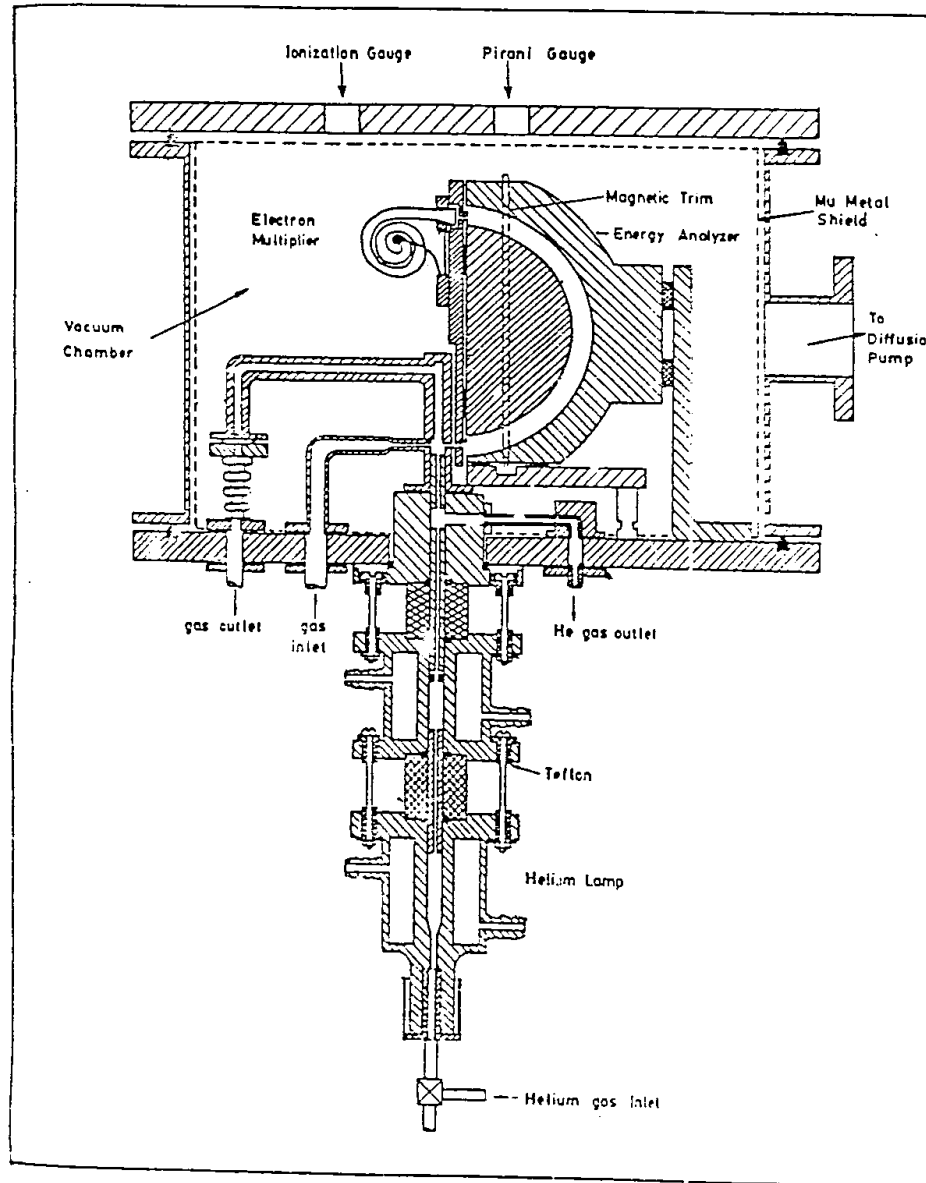 Ionization Gauge
Pirani Gauge
Magnetic Trim
Mu Metal
Shield
Electron
Multiplier
Energy Analyzer
Vacuum
Chamber
To
Diffusion
Pump
gas outlet
gas
inlet
He gas outlet
Teflon
Helium Lamp
Helium gas Inlet